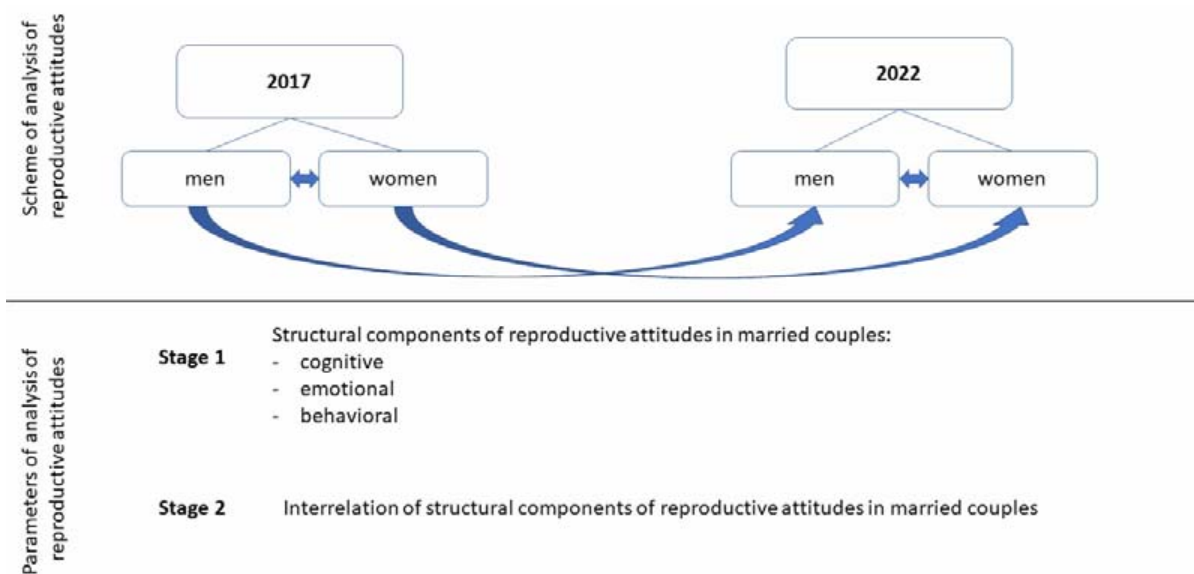 Scheme of analysis of
reproductive attitudes
2017
2022
men
women
men
women
Parameters of analysis of
reproductive attitudes
Stage 1
Structural components of reproductive attitudes in married couples:
- cognitive
- emotional
- behavioral
Stage 2
Interrelation of structural components of reproductive attitudes in married couples